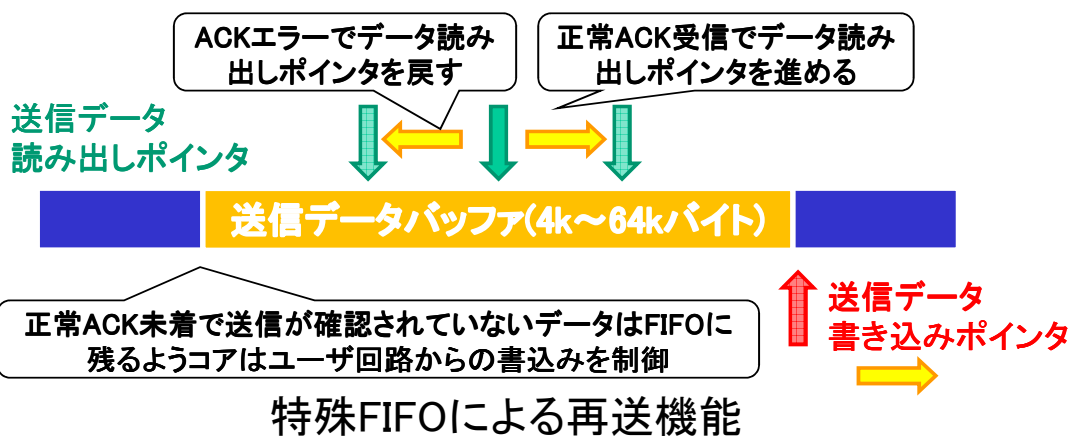 ACKエラーでデータ読み
出しポインタを戻す
正常ACK受信でデータ読み
出しポインタを進める
送信データ
読み出しポインタ
送信データバッファ(4k～64kバイト)
正常ACK未着で送信が確認されていないデータはFIFOに
残るようコアはユーザ回路からの書込みを制御
送信データ
書き込みポインタ
特殊FIFOによる再送機能